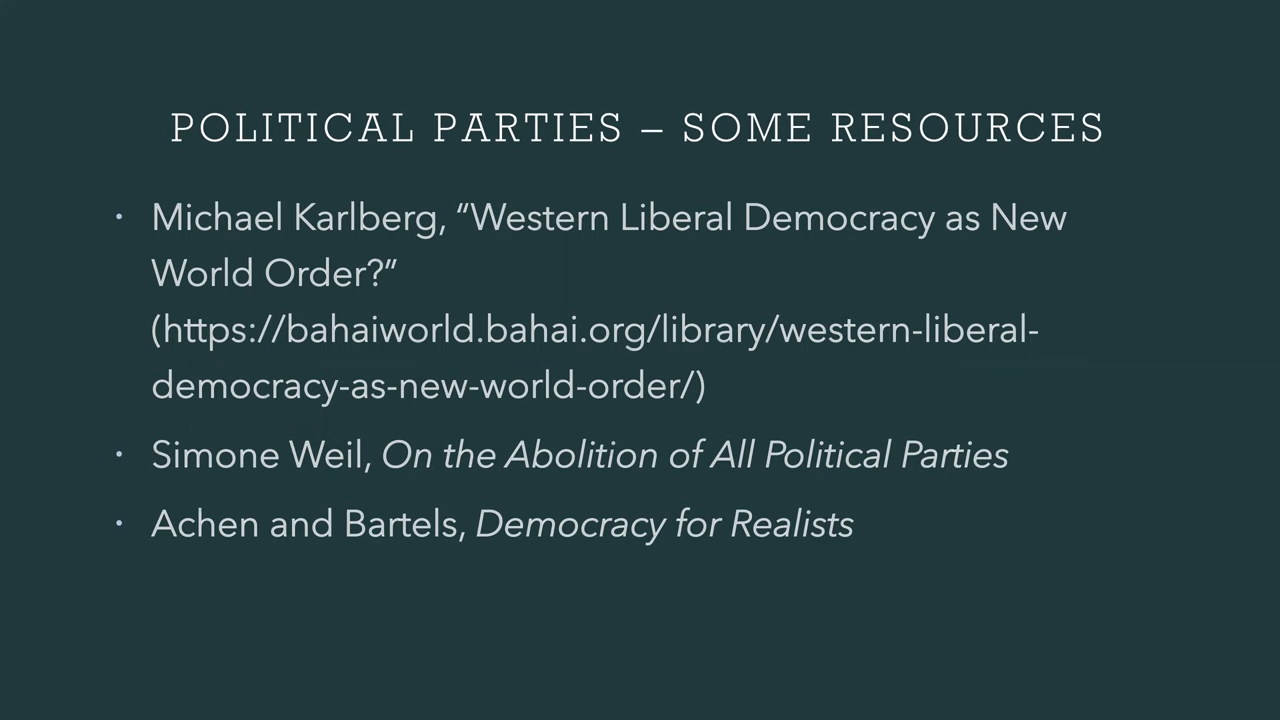 POLITICAL PARTIES – SOME RESOURCES
• Michael Karlberg, “Western Liberal Democracy as New
World Order?”
(https://bahaiworld.bahai.org/library/western-liberal-
democracy-as-new-world-order/)
• Simone Weil, On the Abolition of All Political Parties
• Achen and Bartels, Democracy for Realists